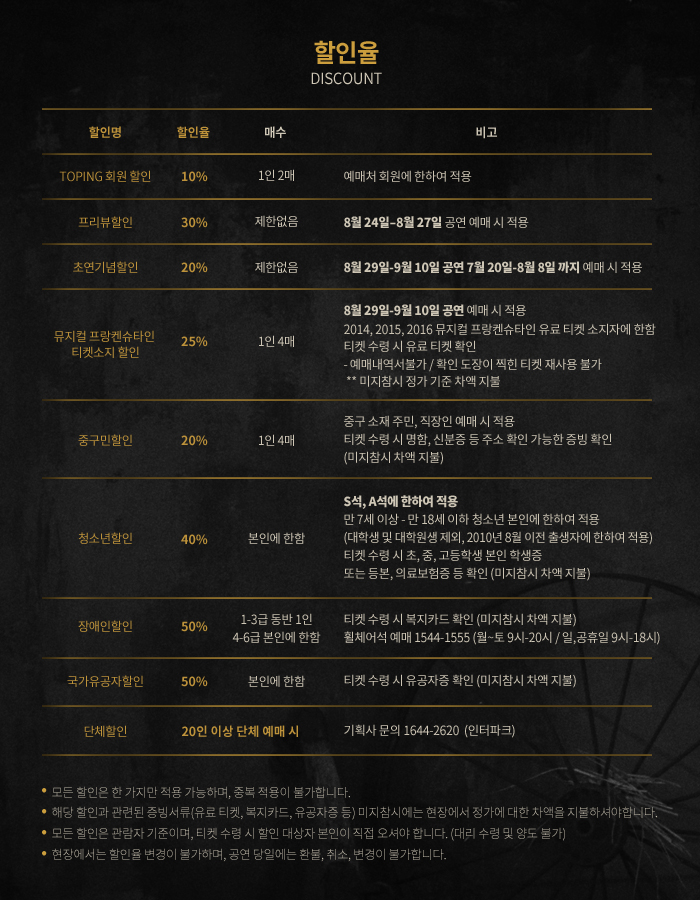 할인율
DISCOUNT
할인명 할인율 매수 비고
TOPING 회원 할인 10% 1인 2매 예매처 회원에 한하여 적용
프리뷰할인 30% 제한없음 8월 24일–8월 27일 공연 예매 시 적용
초연기념할인 20% 제한없음 8월 29일-9월 10일 공연 7월 20일-8월 8일 까지 예매 시 적용
뮤지컬 프랑켄슈타인
티켓소지 할인
25%
1인 4매
8월 29일-9월 10일 공연 예매 시 적용
2014, 2015, 2016 뮤지컬 프랑켄슈타인 유료 티켓 소지자에 한함
티켓 수령 시 유료 티켓 확인
- 예매내역서불가 / 확인 도장이 찍힌 티켓 재사용 불가
** 미지참시 정가 기준 차액 지불
중구민할인
20%
1인 4매
중구 소재 주민, 직장인 예매 시 적용
티켓 수령 시 명함, 신분증 등 주소 확인 가능한 증빙 확인
(미지참시 차액 지불)
청소년할인
40%
본인에 한함
S석, A석에 한하여 적용
만 7세 이상 - 만 18세 이하 청소년 본인에 한하여 적용
(대학생 및 대학원생 제외, 2010년 8월 이전 출생자에 한하여 적용)
티켓 수령 시 초, 중, 고등학생 본인 학생증
또는 등본, 의료보험증 등 확인 (미지참시 차액 지불)
장애인할인
50%
1-3급 동반 1인
4-6급 본인에 한함
티켓 수령 시 복지카드 확인 (미지참시 차액 지불)
휠체어석 예매 1544-1555 (월~토 9시-20시 / 일,공휴일 9시-18시)
국가유공자할인 50% 본인에 한함 티켓 수령 시 유공자증 확인 (미지참시 차액 지불)
단체할인 20인 이상 단체 예매 시 기획사 문의 1644-2620 (인터파크)
• 모든 할인은 한 가지만 적용 가능하며, 중복 적용이 불가합니다.
• 해당 할인과 관련된 증빙서류(유료 티켓, 복지카드, 유공자증 등) 미지참시에는 현장에서 정가에 대한 차액을 지불하셔야합니다.
• 모든 할인은 관람자 기준이며, 티켓 수령 시 할인 대상자 본인이 직접 오셔야 합니다. (대리 수령 및 양도 불가)
• 현장에서는 할인율 변경이 불가하며, 공연 당일에는 환불, 취소, 변경이 불가합니다.